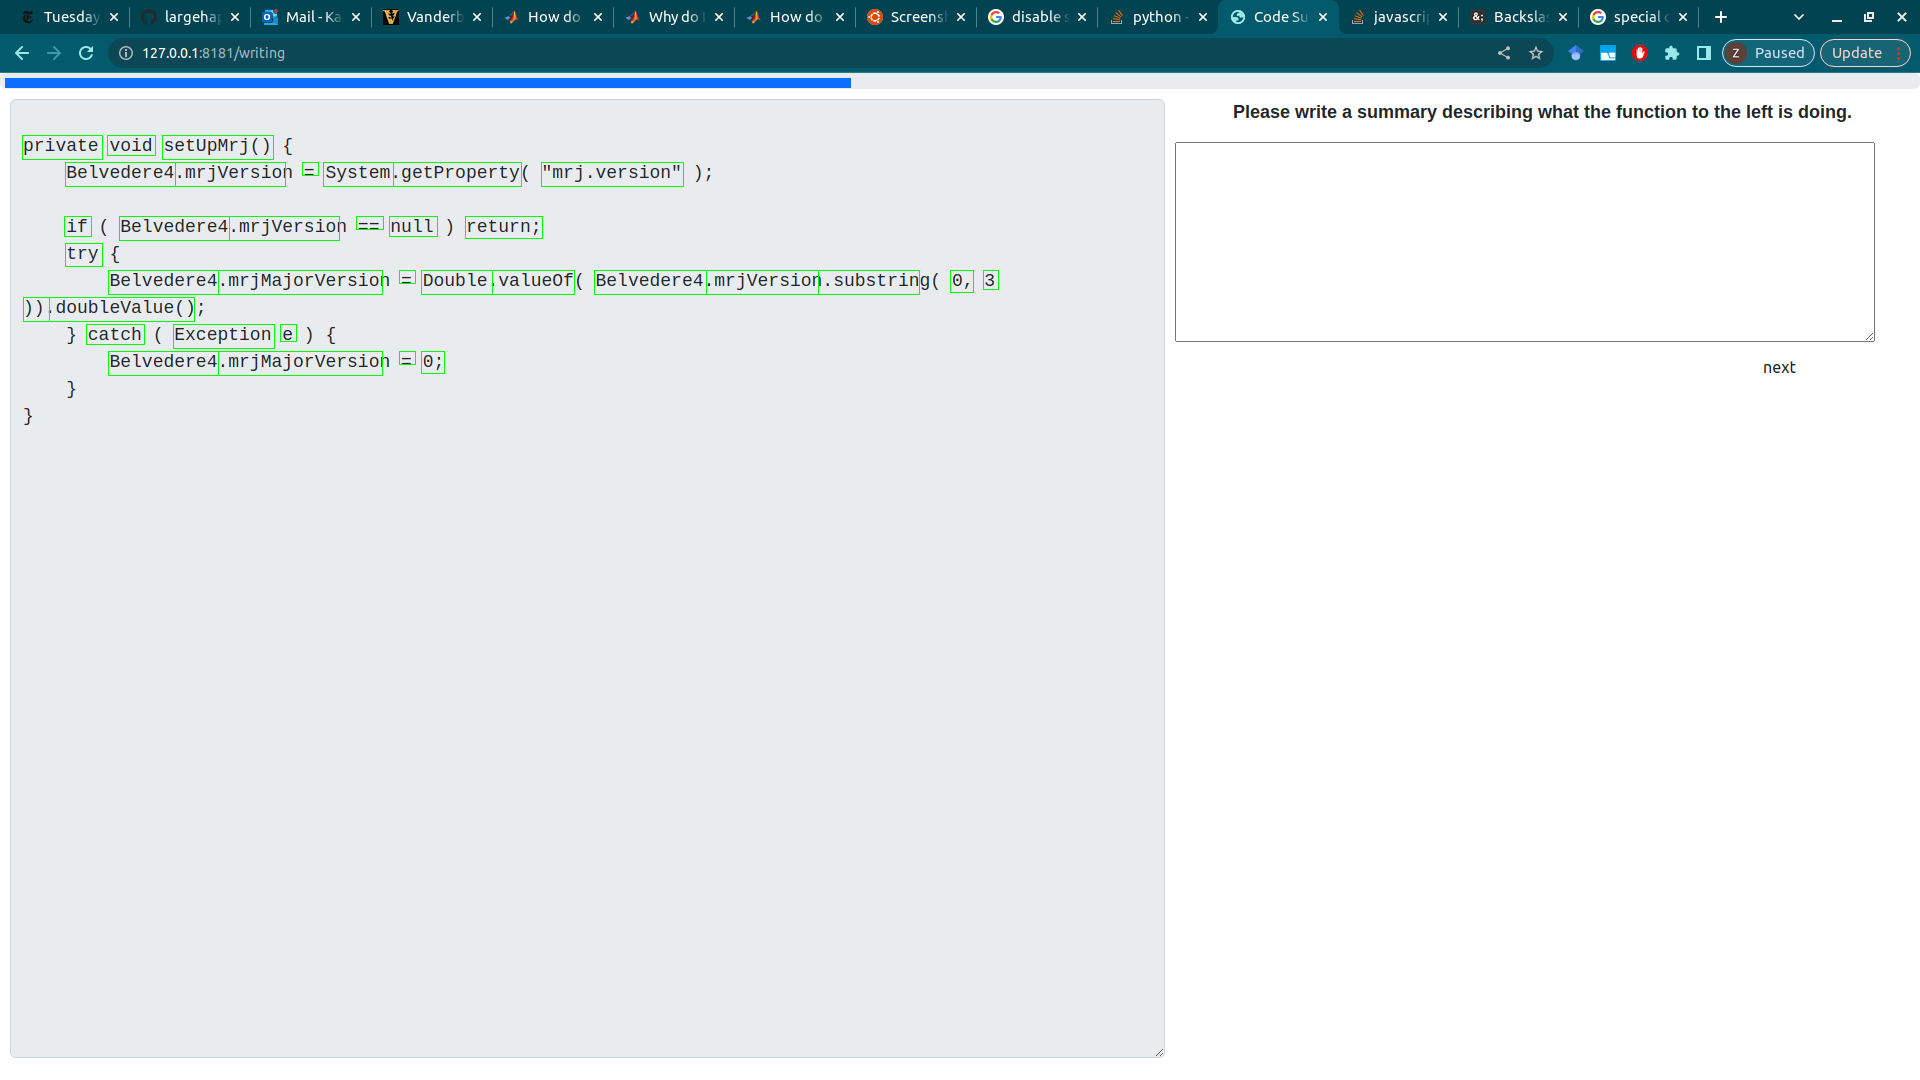 Tuesday
largehap
Mail - Ka
Vanderb
How do
Why do
How do
Screens
disable s
python -
Code Su
javascrip
Backsla
special c
127.0.0.1:8181/writing
Z Paused
Update
Please write a summary describing what the function to the left is doing.
private void setUpMrj() {
Belvedere4.mrjVersion = System.getProperty( "mrj.version" );
if ( Belvedere4.mrjVersion == null ) return;
try {
Belvedere4.mrjMajorVersion = Double.valueOf( Belvedere4.mrjVersion.substring( 0, 3
)).doubleValue();
} catch ( Exception e ) {
Belvedere4.mrjMajorVersion = 0;
}
}
next